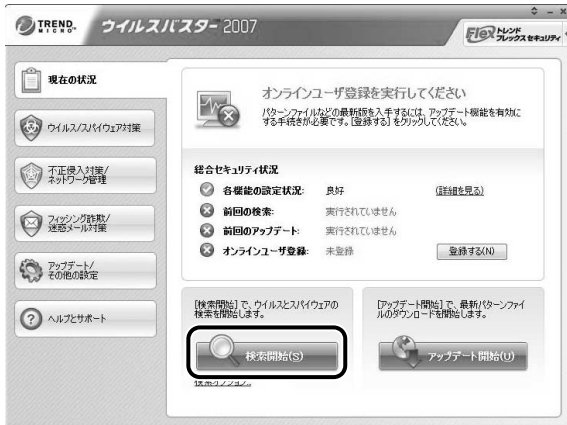 TREND MICRO
ウイルスバスター 2007
Flex トレンド フレックス セキュリティ
現在の状況
オンラインユーザ登録を実行してください
パターンファイルなどの最新版を入手するには、アップデート機能を有効に
する手続きが必要です。[登録する]をクリックしてください。
ウイルス/スパイウェア対策
不正侵入対策/
ネットワーク管理
フィッシング詐欺/
迷惑メール対策
アップデート/
その他の設定
ヘルプとサポート
総合セキュリティ状況
各機能の設定状況: 良好 (詳細を見る)
前回の検索: 実行されていません
前回のアップデート: 実行されていません
オンラインユーザ登録: 未登録 登録する(N)
[検索開始]で、ウイルスとスパイウェアの
検索を開始します。
検索開始(S)
検索オプション...
[アップデート開始]で、最新パターンファイ
ルのダウンロードを開始します。
アップデート開始(U)